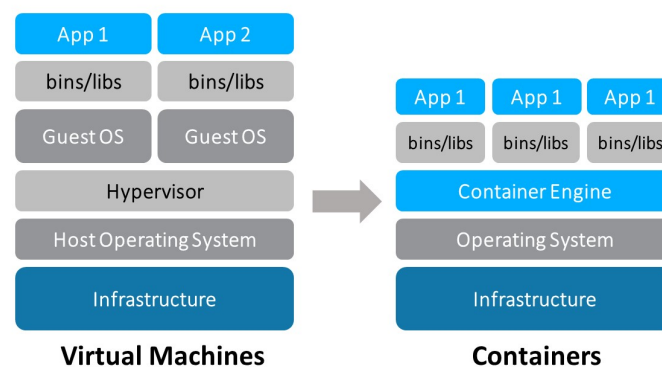 App 1 App 2
bins/libs bins/libs
Guest OS Guest OS
Hypervisor
Host Operating System
Infrastructure
Virtual Machines
App 1 App 1 App 1
bins/libs bins/libs bins/libs
Container Engine
Operating System
Infrastructure
Containers